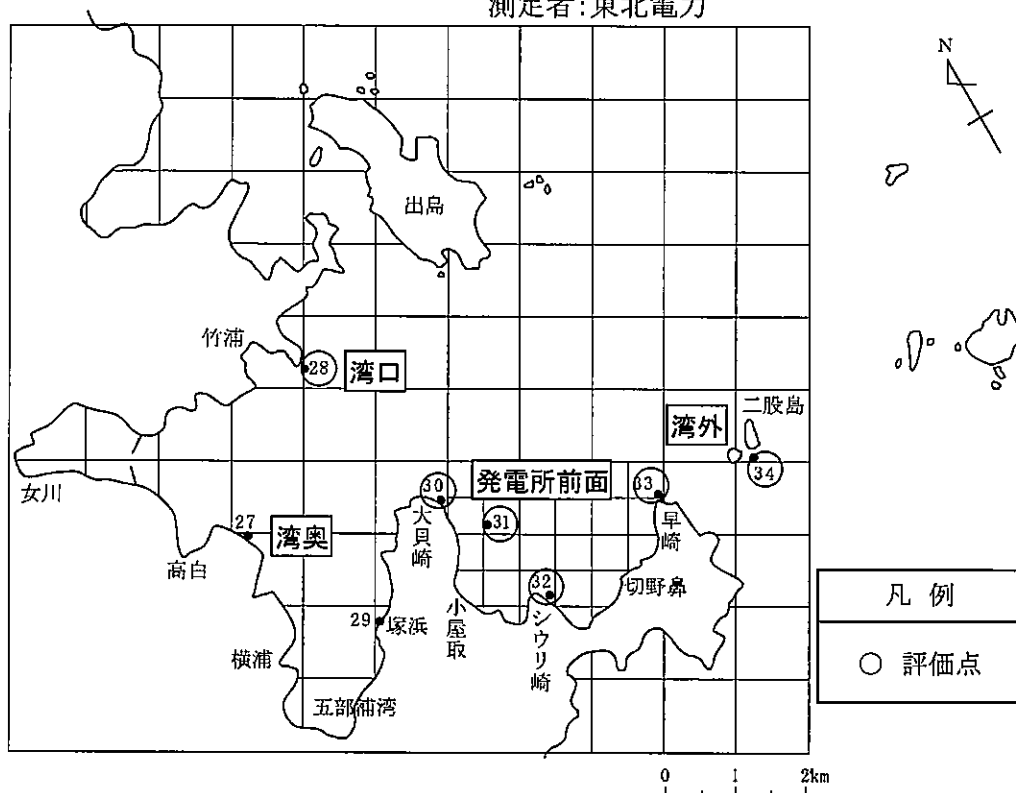 測定者:東北電力
N
出島
竹浦
28
湾口
二股島
湾外
34
女川
30
発電所前面
33
大貝崎
31
早崎
27
湾奥
高白
32
切野鼻
29
塚浜
小屋取
シウリ崎
横浦
五部浦湾
凡例
○ 評価点
0 1 2km